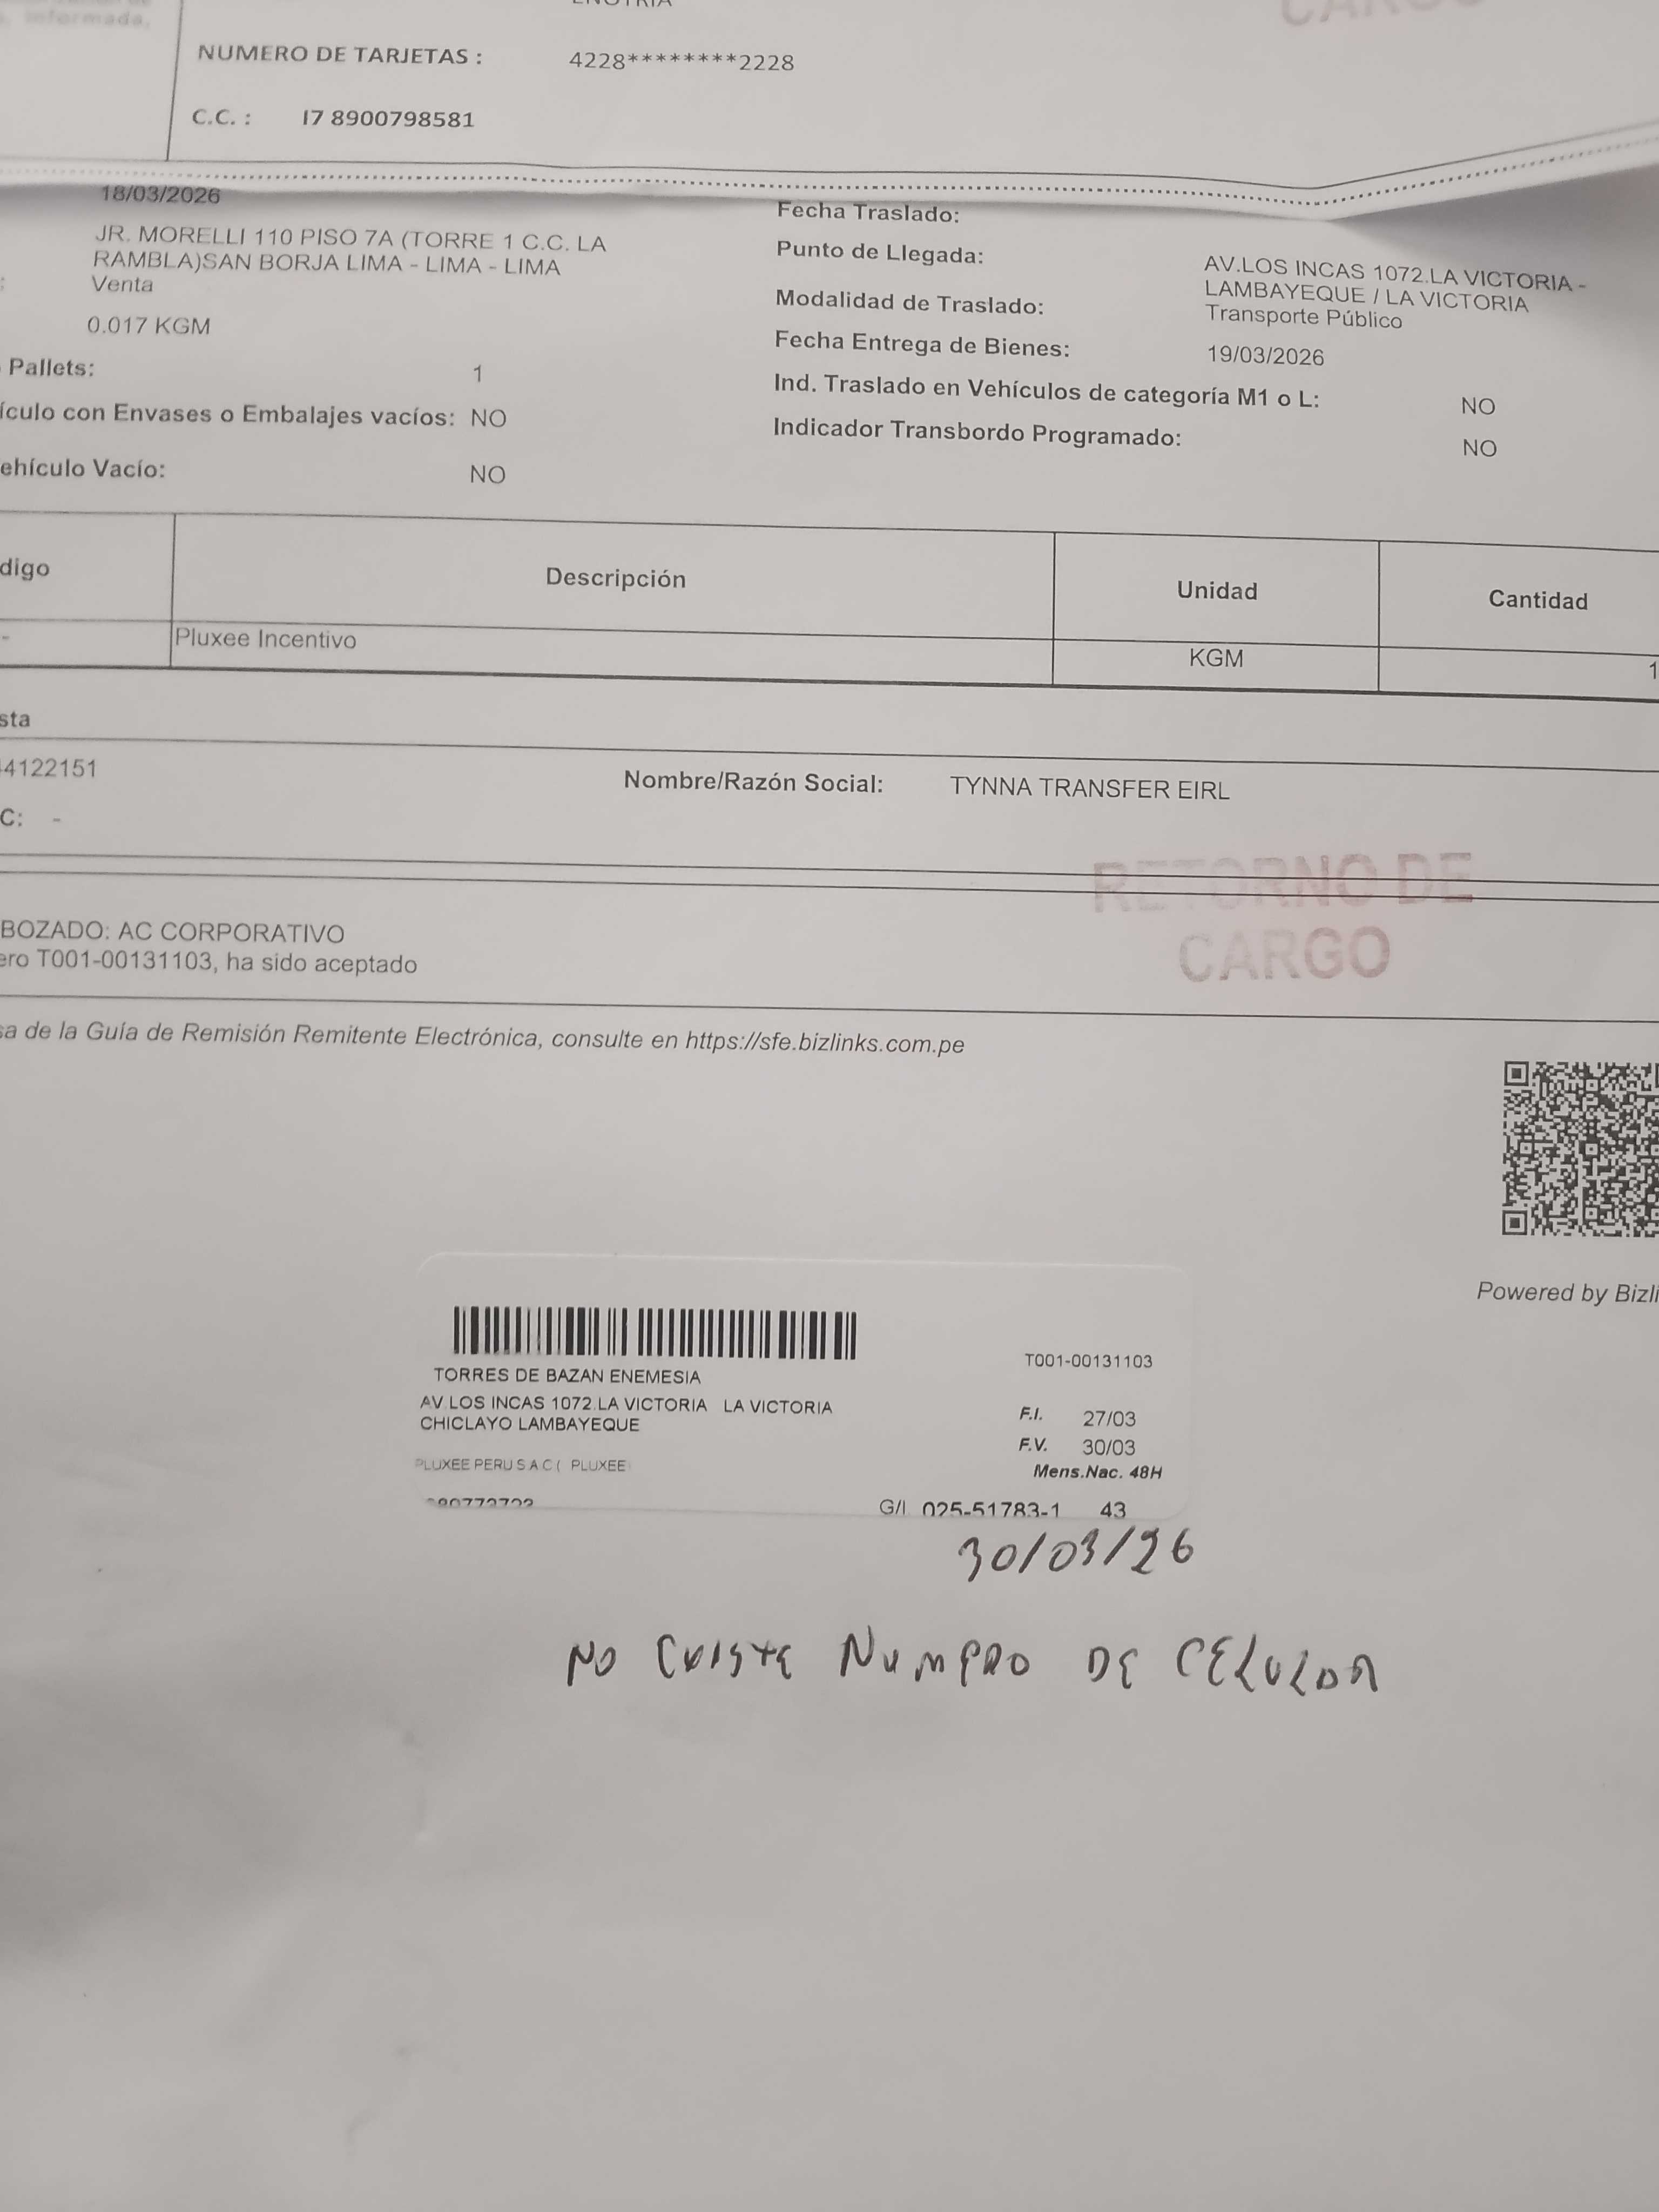 informada,
NUMERO DE TARJETAS : 4228********2228
C.C. : I7 8900798581
CARGO
18/03/2026
JR. MORELLI 110 PISO 7A (TORRE 1 C.C. LA
RAMBLA)SAN BORJA LIMA - LIMA - LIMA
Venta
0.017 KGM
Pallets: 1
ículo con Envases o Embalajes vacíos: NO
ehículo Vacío: NO
Fecha Traslado:
Punto de Llegada: AV.LOS INCAS 1072.LA VICTORIA -
LAMBAYEQUE / LA VICTORIA
Modalidad de Traslado: Transporte Público
Fecha Entrega de Bienes: 19/03/2026
Ind. Traslado en Vehículos de categoría M1 o L: NO
Indicador Transbordo Programado: NO
digo Descripción Unidad Cantidad
- Pluxee Incentivo KGM 1
sta
4122151 Nombre/Razón Social: TYNNA TRANSFER EIRL
C: -
RETORNO DE
CARGO
BOZADO: AC CORPORATIVO
ero T001-00131103, ha sido aceptado
sa de la Guía de Remisión Remitente Electrónica, consulte en https://sfe.bizlinks.com.pe
Powered by Bizli
TORRES DE BAZAN ENEMESIA
AV.LOS INCAS 1072.LA VICTORIA LA VICTORIA
CHICLAYO LAMBAYEQUE
PLUXEE PERU S A C ( PLUXEE
T001-00131103
F.I. 27/03
F.V. 30/03
Mens.Nac. 48H
G/I 025-51783-1 43
30/03/26
NO EXISTE NUMERO DE CELULAR